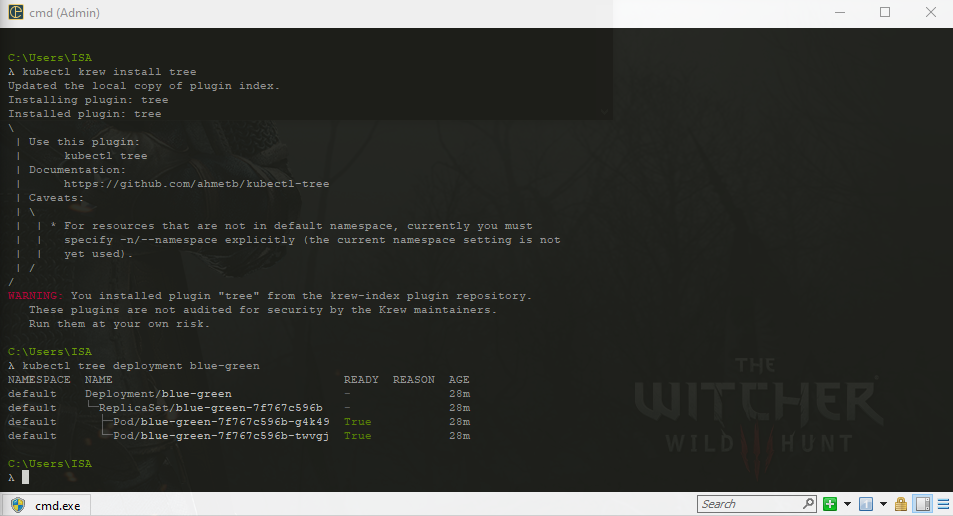 cmd (Admin)
C:\Users\ISA
λ kubectl krew install tree
Updated the local copy of plugin index.
Installing plugin: tree
Installed plugin: tree
\
 | Use this plugin:
 |      kubectl tree
 | Documentation:
 |      https://github.com/ahmetb/kubectl-tree
 | Caveats:
 | \
 |  | * For resources that are not in default namespace, currently you must
 |  |   specify -n/--namespace explicitly (the current namespace setting is not
 |  |   yet used).
 | /
/
WARNING: You installed plugin "tree" from the krew-index plugin repository.
   These plugins are not audited for security by the Krew maintainers.
   Run them at your own risk.
C:\Users\ISA
λ kubectl tree deployment blue-green
NAMESPACE  NAME                                 READY  REASON  AGE
default    Deployment/blue-green                -              28m
default    └─ReplicaSet/blue-green-7f767c596b   -              28m
default      ├─Pod/blue-green-7f767c596b-g4k49  True           28m
default      └─Pod/blue-green-7f767c596b-twvgj  True           28m
C:\Users\ISA
λ
THE
WITCHER
WILD HUNT
cmd.exe
Search